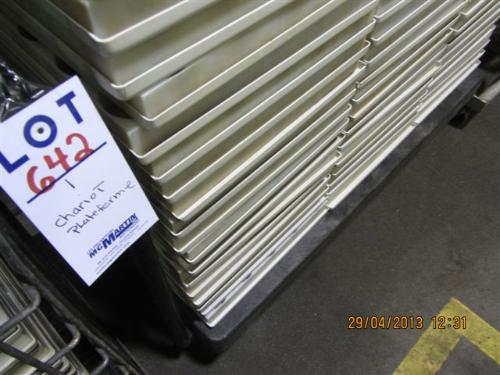 LOT
642
1
chariot
plateforme
MCMARTIN
29/04/2013 12:31